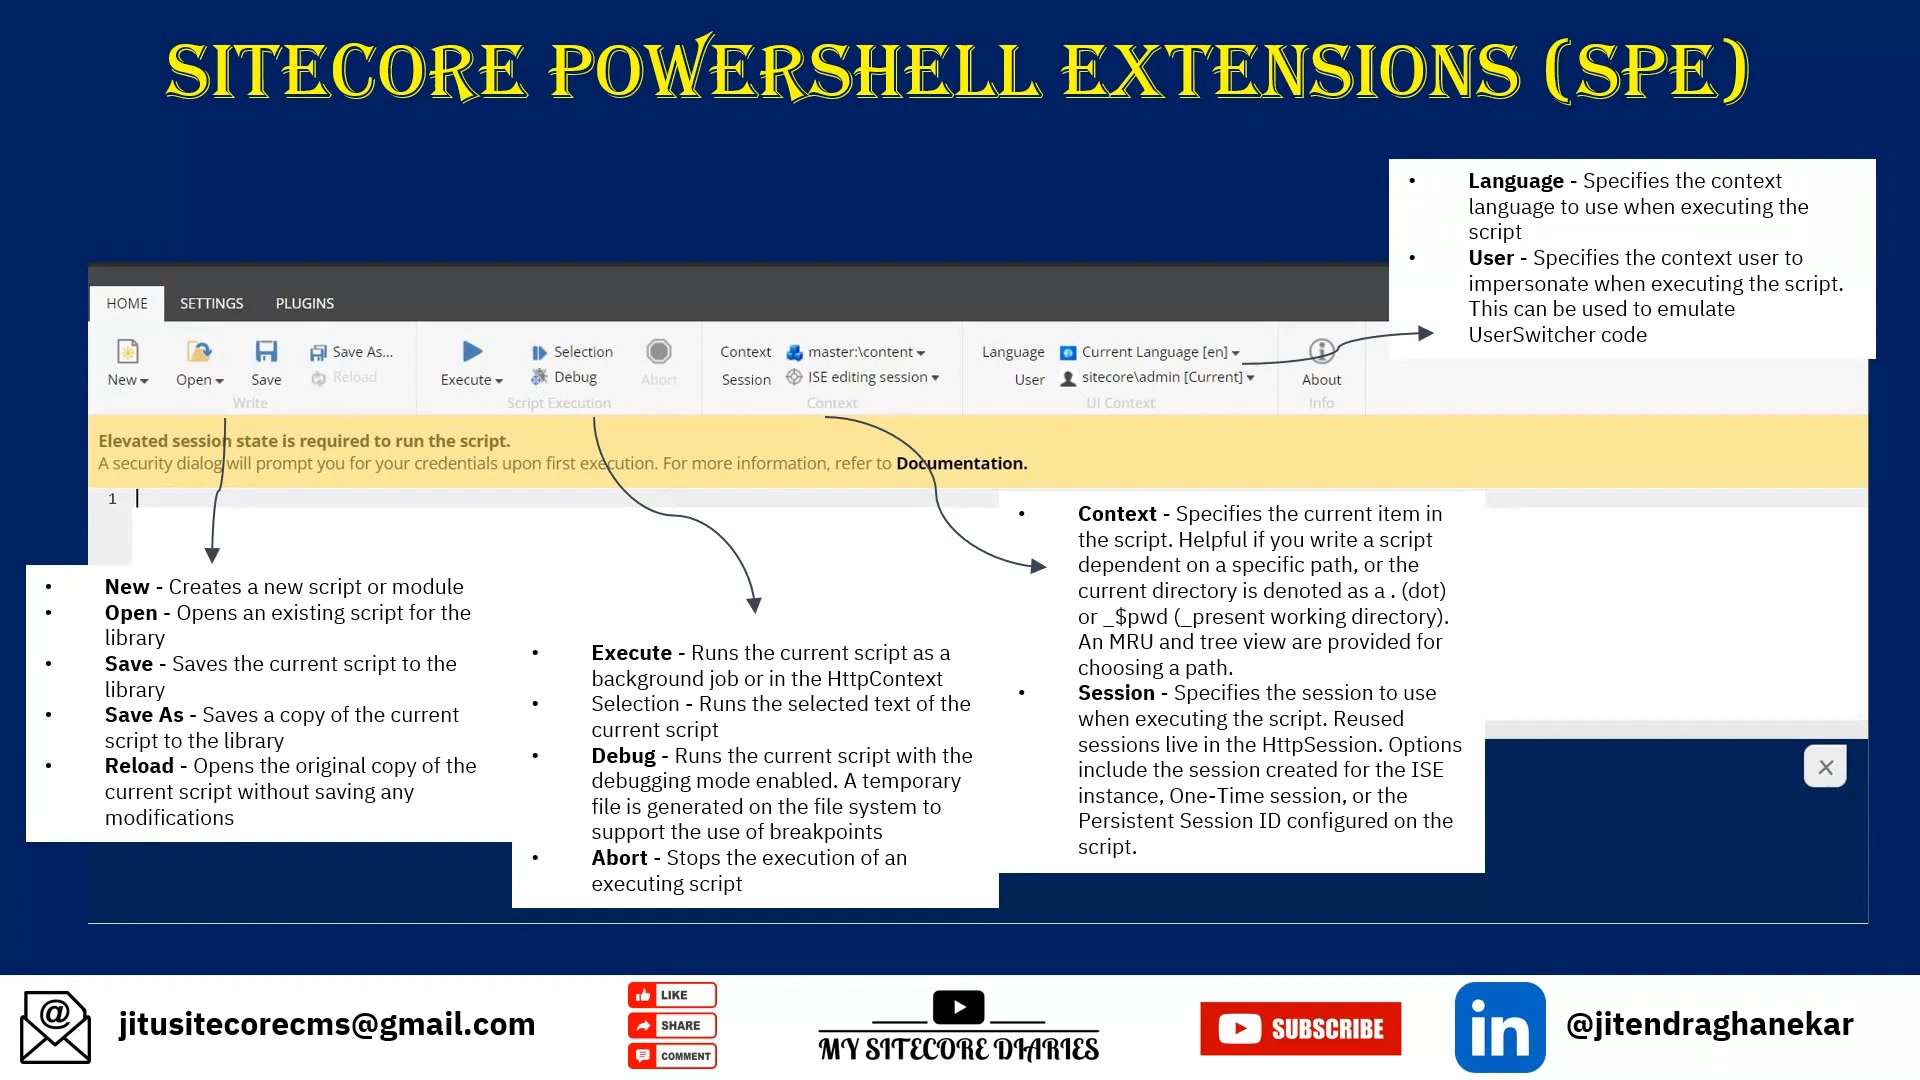 SITECORE POWERSHELL EXTENSIONS (SPE)
• Language - Specifies the context
language to use when executing the
script
• User - Specifies the context user to
impersonate when executing the script.
This can be used to emulate
UserSwitcher code
HOME SETTINGS PLUGINS
New Open Save Save As... Reload
Write
Execute Selection Debug Abort
Script Execution
Context master:\content
Session ISE editing session
Context
Language Current Language [en]
User sitecore\admin [Current]
UI Context
About
Info
Elevated session state is required to run the script.
A security dialog will prompt you for your credentials upon first execution. For more information, refer to Documentation.
1
• New - Creates a new script or module
• Open - Opens an existing script for the
library
• Save - Saves the current script to the
library
• Save As - Saves a copy of the current
script to the library
• Reload - Opens the original copy of the
current script without saving any
modifications
• Execute - Runs the current script as a
background job or in the HttpContext
• Selection - Runs the selected text of the
current script
• Debug - Runs the current script with the
debugging mode enabled. A temporary
file is generated on the file system to
support the use of breakpoints
• Abort - Stops the execution of an
executing script
• Context - Specifies the current item in
the script. Helpful if you write a script
dependent on a specific path, or the
current directory is denoted as a . (dot)
or _$pwd (_present working directory).
An MRU and tree view are provided for
choosing a path.
• Session - Specifies the session to use
when executing the script. Reused
sessions live in the HttpSession. Options
include the session created for the ISE
instance, One-Time session, or the
Persistent Session ID configured on the
script.
jitusitecorecms@gmail.com
LIKE
SHARE
COMMENT
MY SITECORE DIARIES
SUBSCRIBE
in
@jitendraghanekar